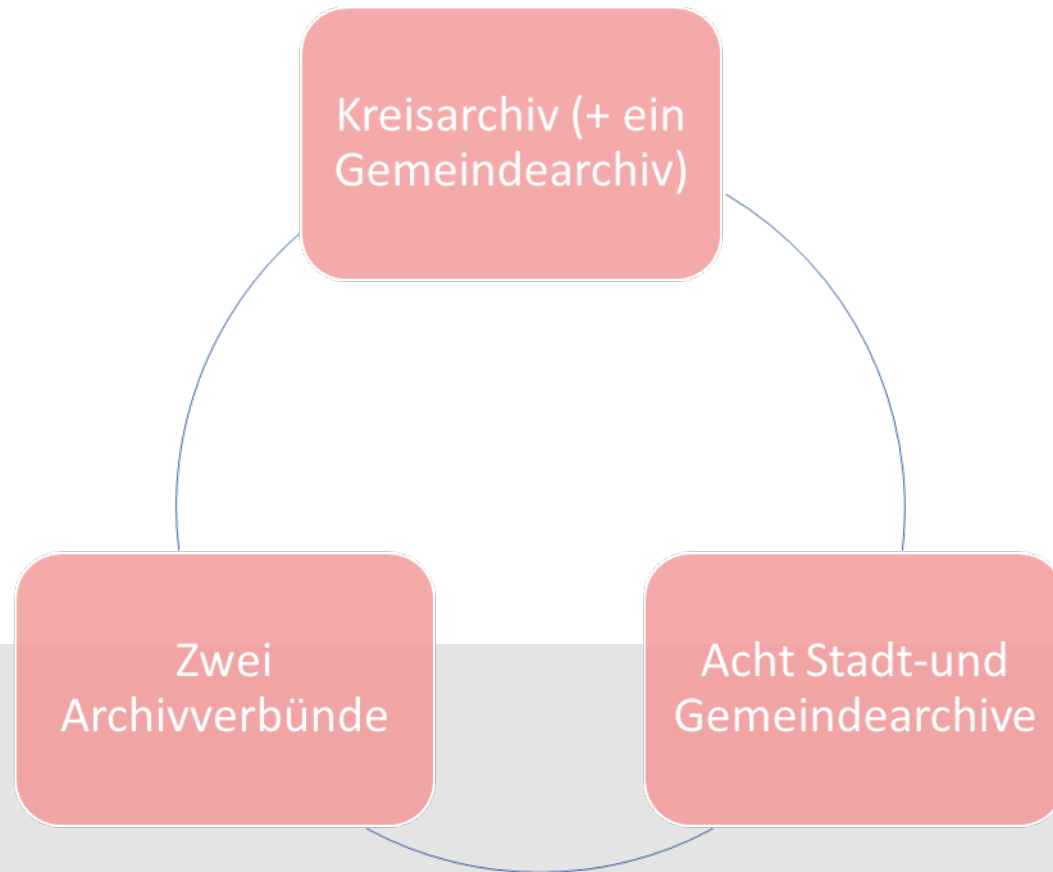 Kreisarchiv (+ ein
Gemeindearchiv)
Zwei
Archivverbünde
Acht Stadt-und
Gemeindearchive